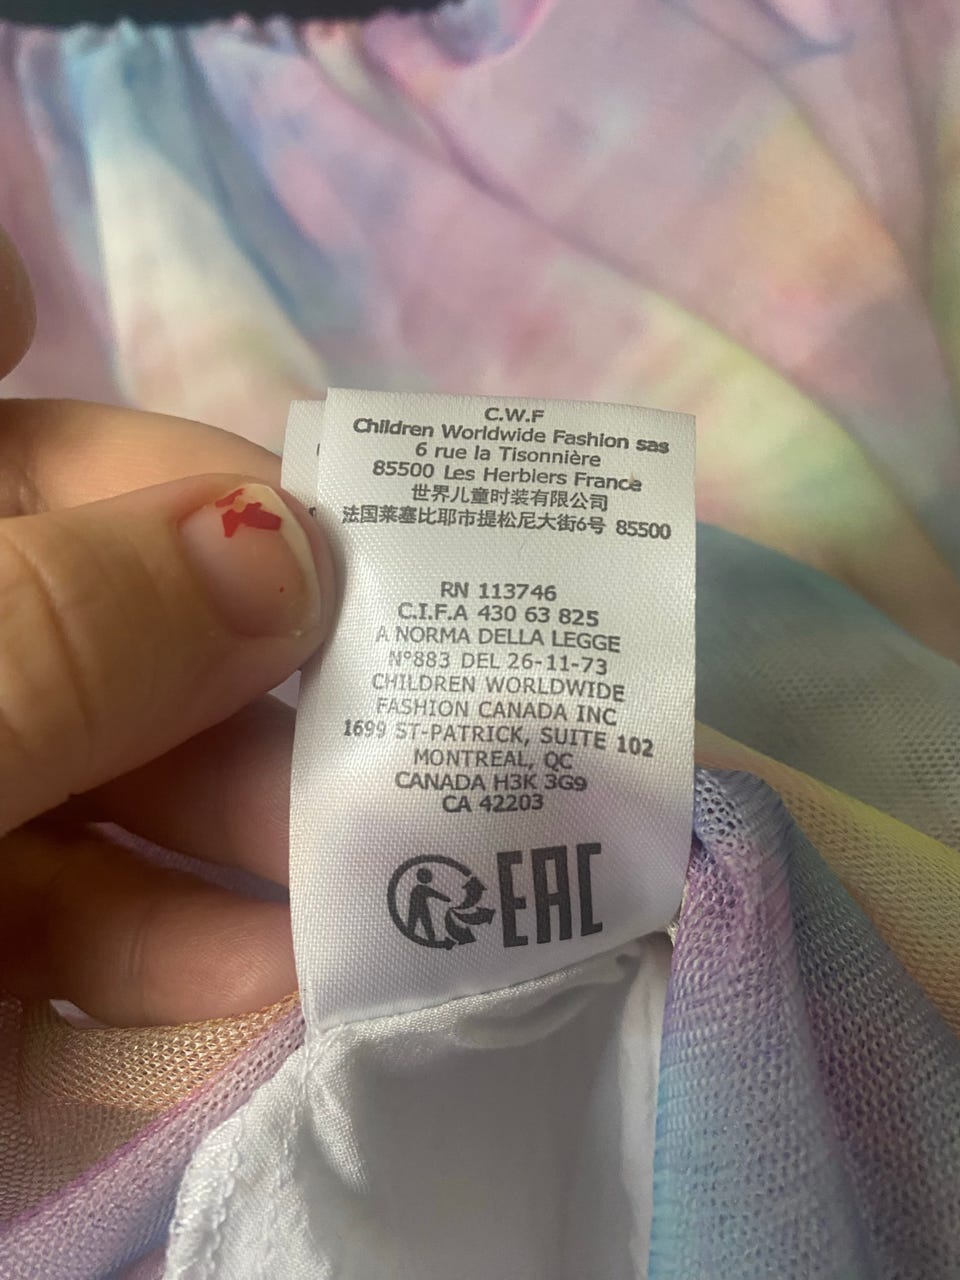 C.W.F
Children Worldwide Fashion sas
6 rue la Tisonnière
85500 Les Herbiers France
世界儿童时装有限公司
法国莱塞比耶市提松尼大街6号 85500
RN 113746
C.I.F.A 430 63 825
A NORMA DELLA LEGGE
N°883 DEL 26-11-73
CHILDREN WORLDWIDE
FASHION CANADA INC
1699 ST-PATRICK, SUITE 102
MONTREAL, QC
CANADA H3K 3G9
CA 42203
EAC